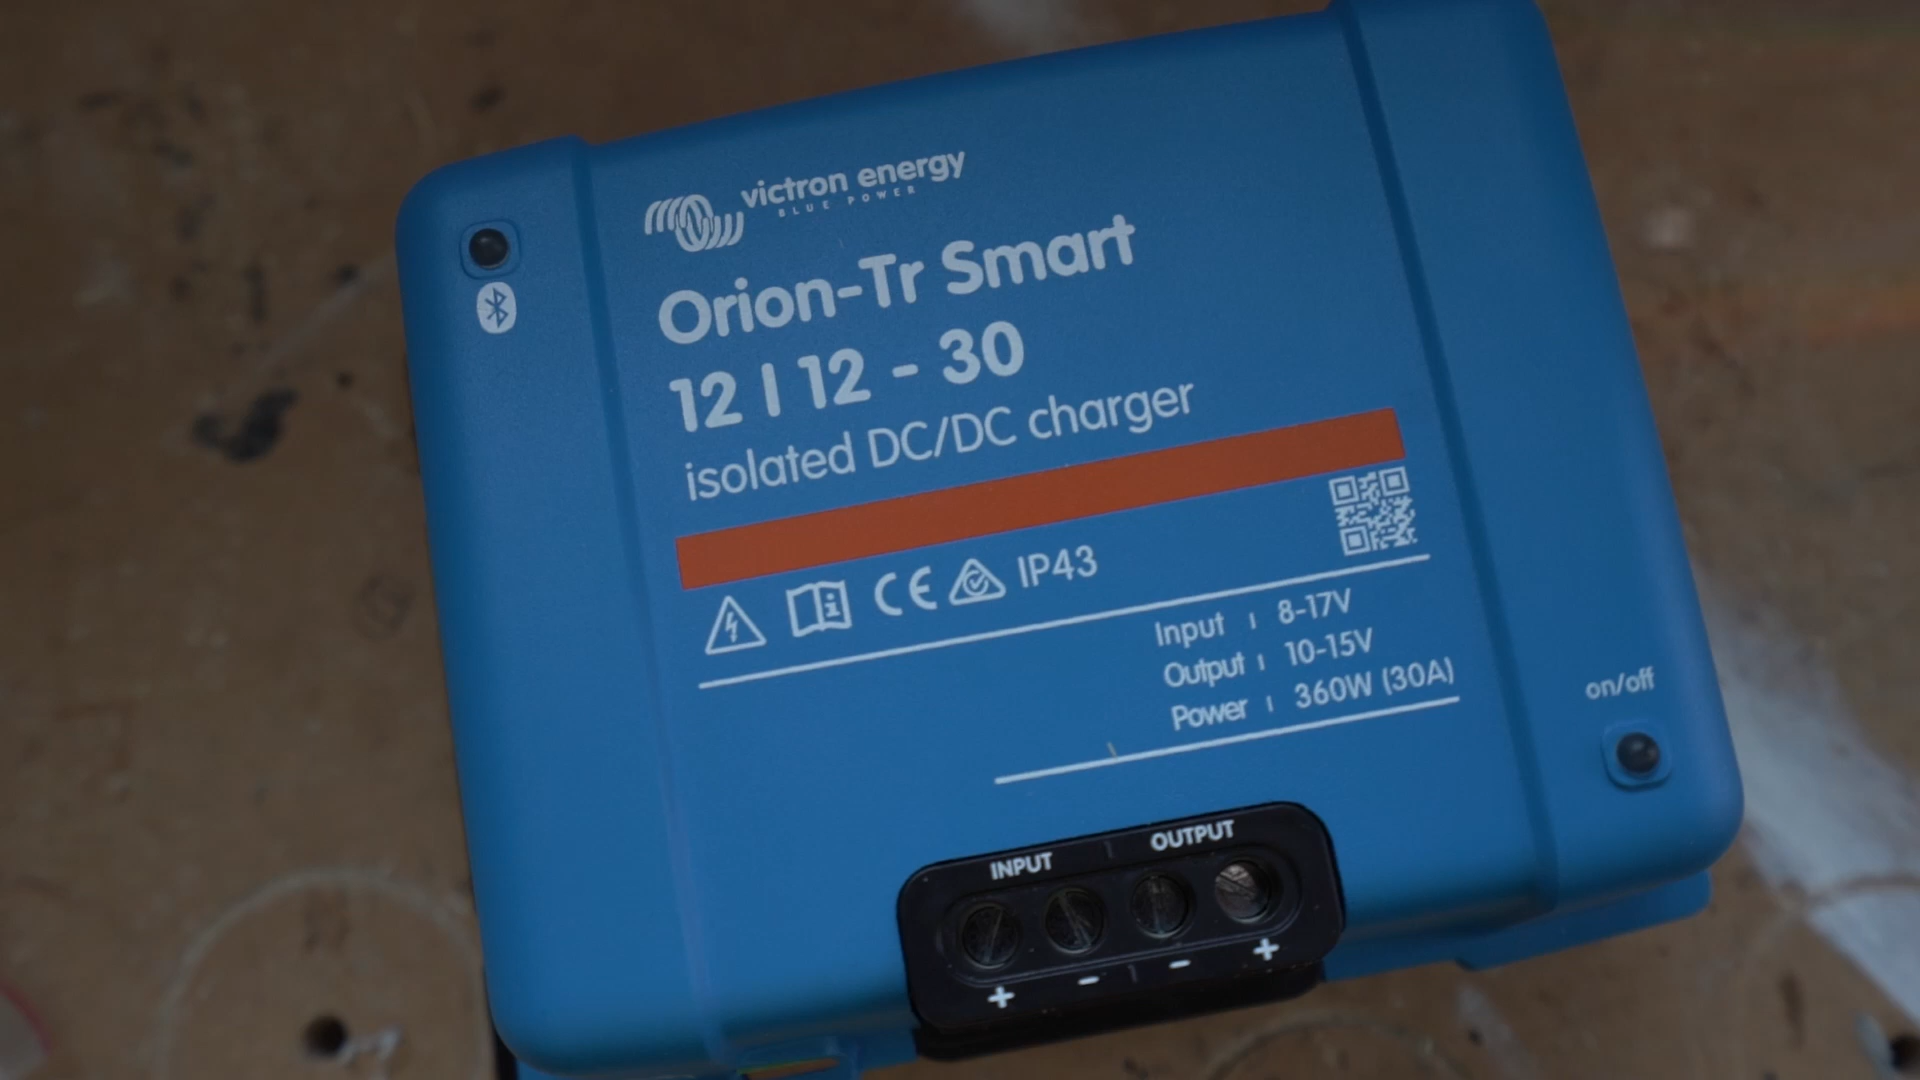 victron energy
BLUE POWER
Orion-Tr Smart
12 | 12 - 30
isolated DC/DC charger
CE IP43
Input | 8-17V
Output | 10-15V
Power | 360W (30A)
on/off
INPUT | OUTPUT
+ - | - +